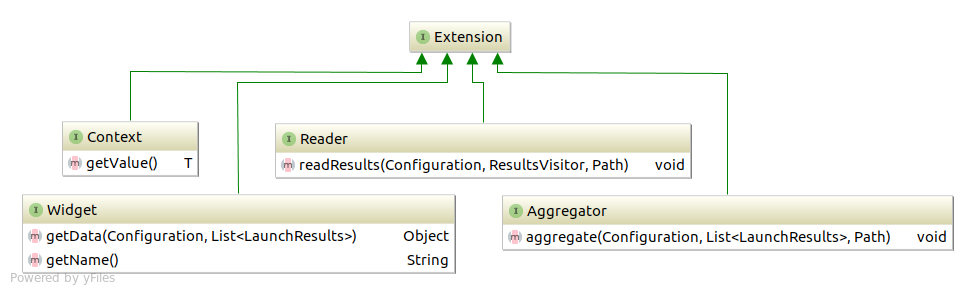 I Extension
I Context
m getValue() T
I Reader
m readResults(Configuration, ResultsVisitor, Path) void
I Widget
m getData(Configuration, List<LaunchResults>) Object
m getName() String
I Aggregator
m aggregate(Configuration, List<LaunchResults>, Path) void
Powered by yFiles